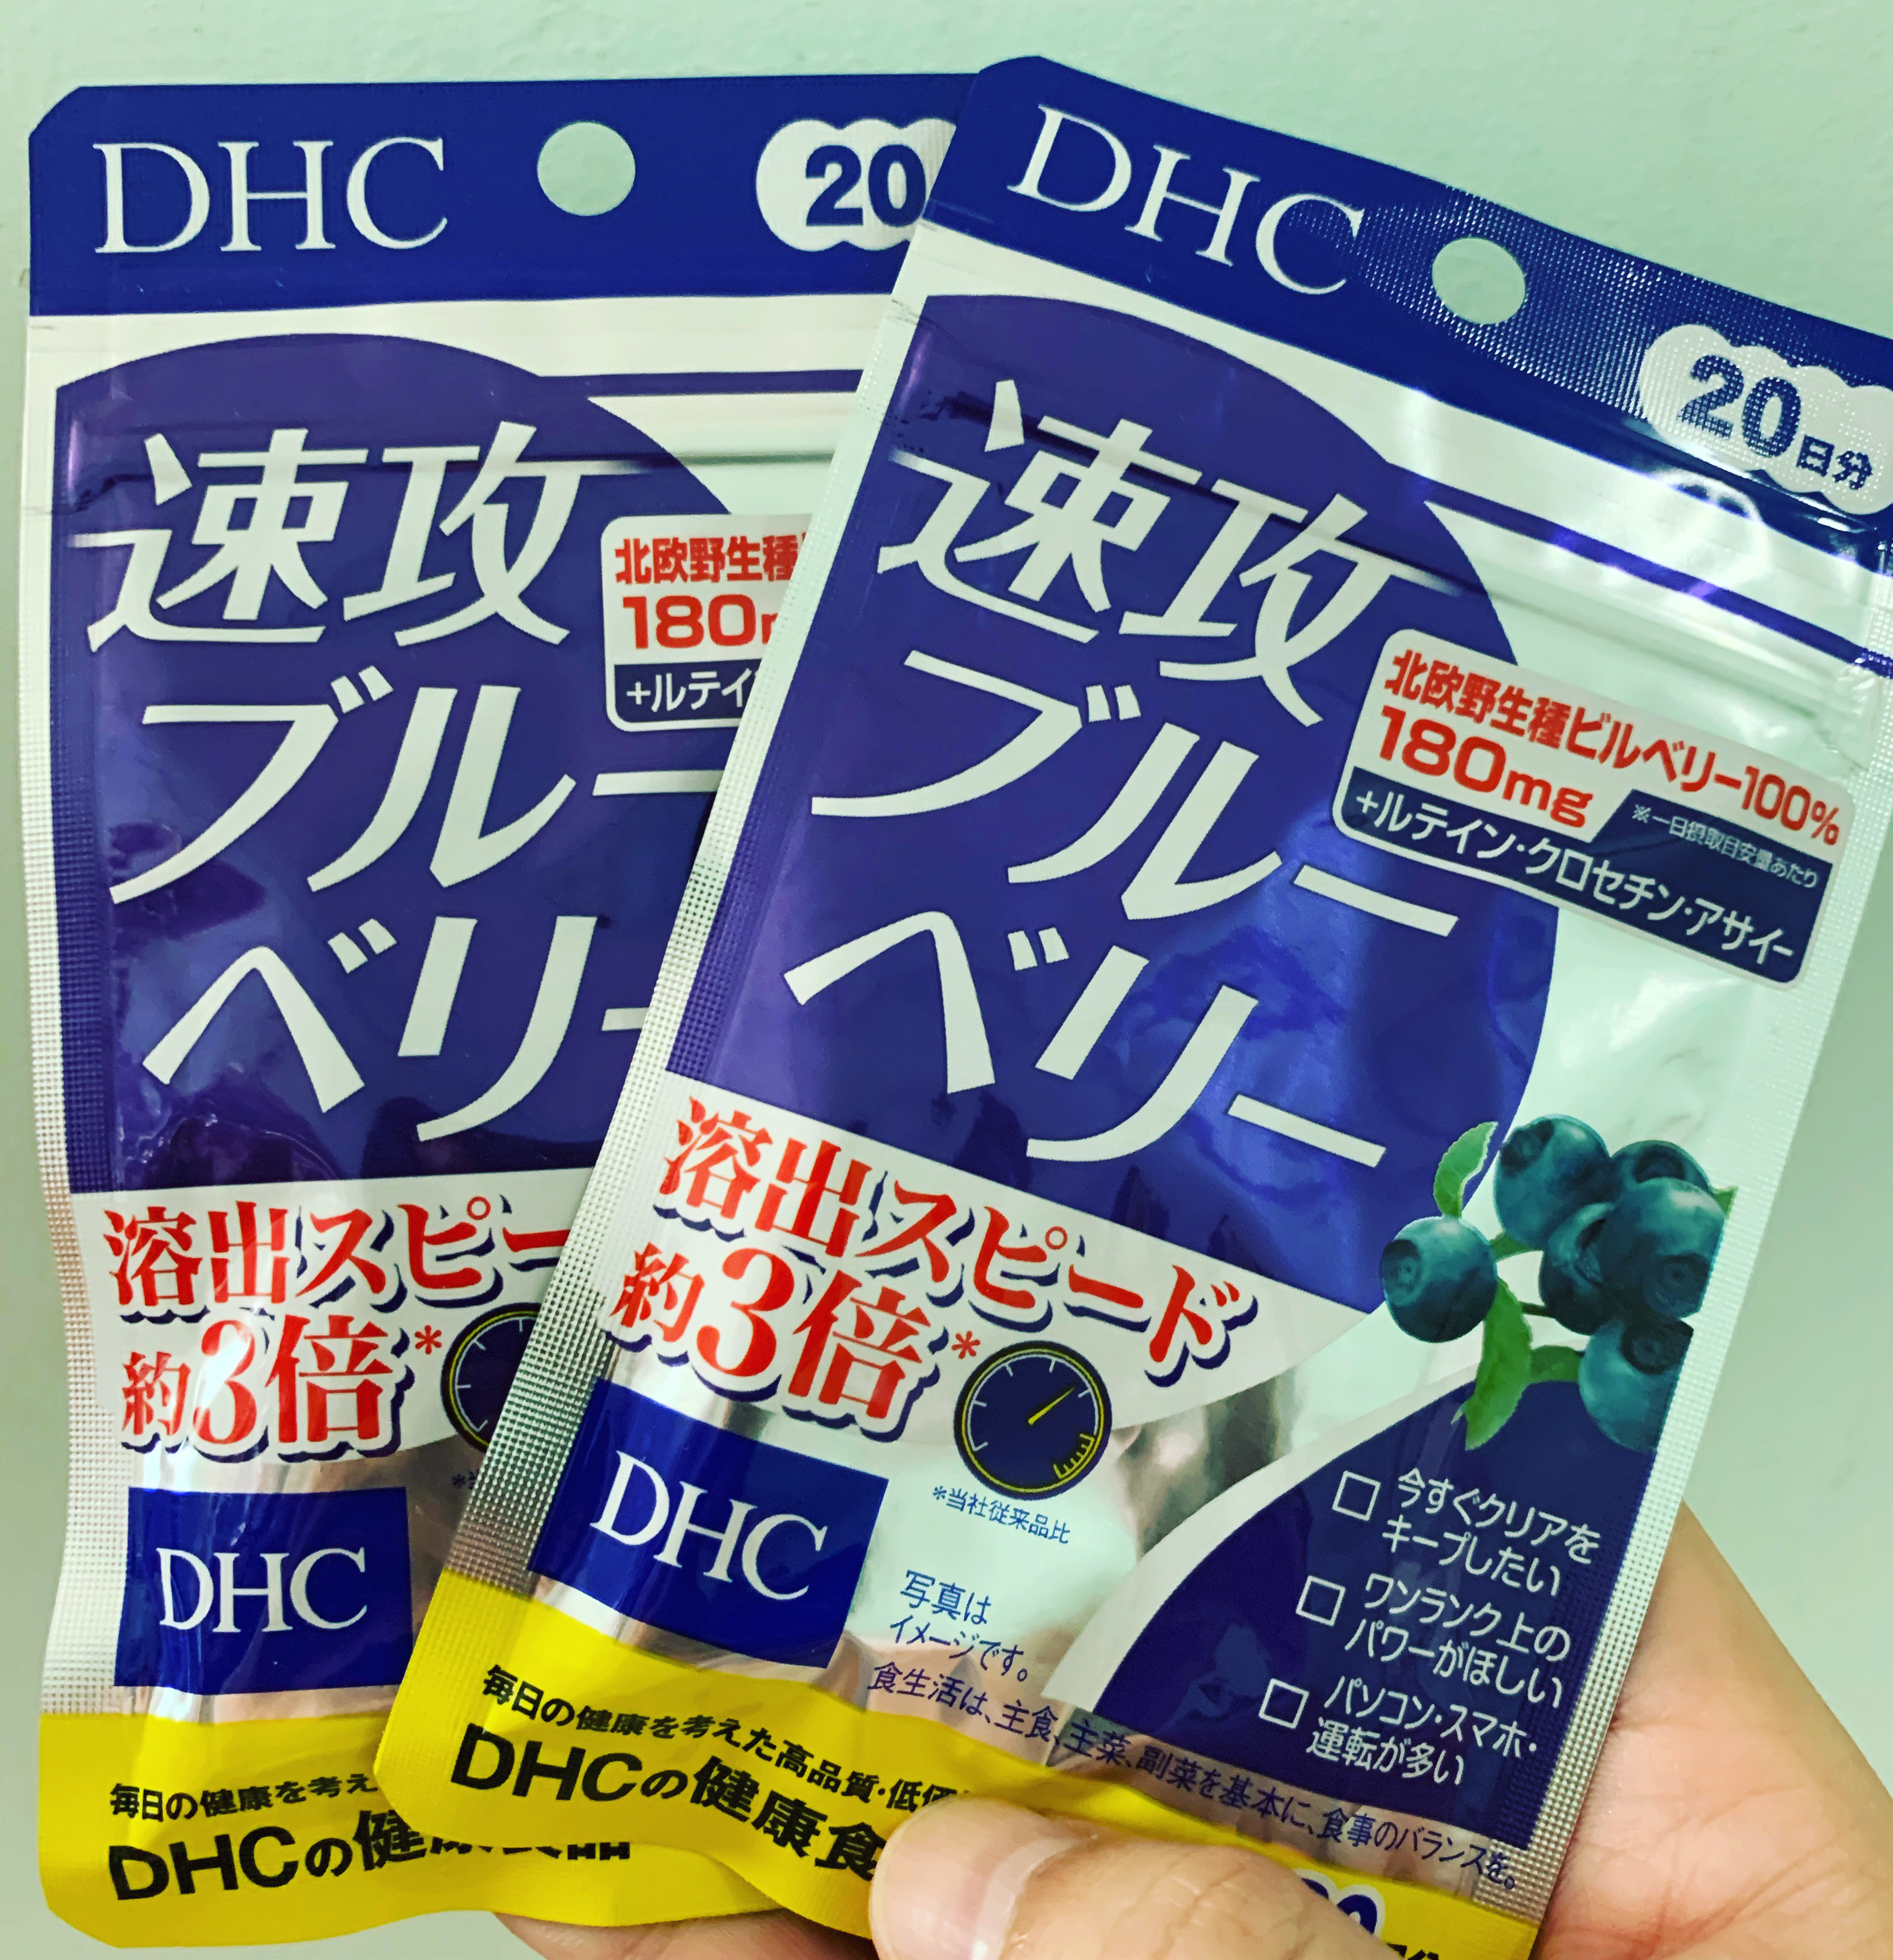 DHC
20
速攻
ブルー
ベリー
北欧野生種
180
+ルテイ
溶出スピー
約3倍*
DHC
毎日の健康を考え
DHCの健康食品
DHC
20日分
速攻
ブルー
ベリー
北欧野生種ビルベリー100%
180mg
※一日摂取目安量あたり
+ルテイン・クロセチン・アサイー
溶出スピード
約3倍*
*当社従来品比
DHC
写真は
イメージです。
食生活は、主食、主菜、副菜を基本に、食事のバランスを。
□ 今すぐクリアを
キープしたい
□ ワンランク上の
パワーがほしい
□ パソコン・スマホ・
運転が多い
毎日の健康を考えた高品質・低価
DHCの健康食